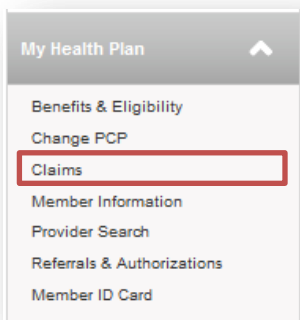 My Health Plan
Benefits & Eligibility
Change PCP
Claims
Member Information
Provider Search
Referrals & Authorizations
Member ID Card